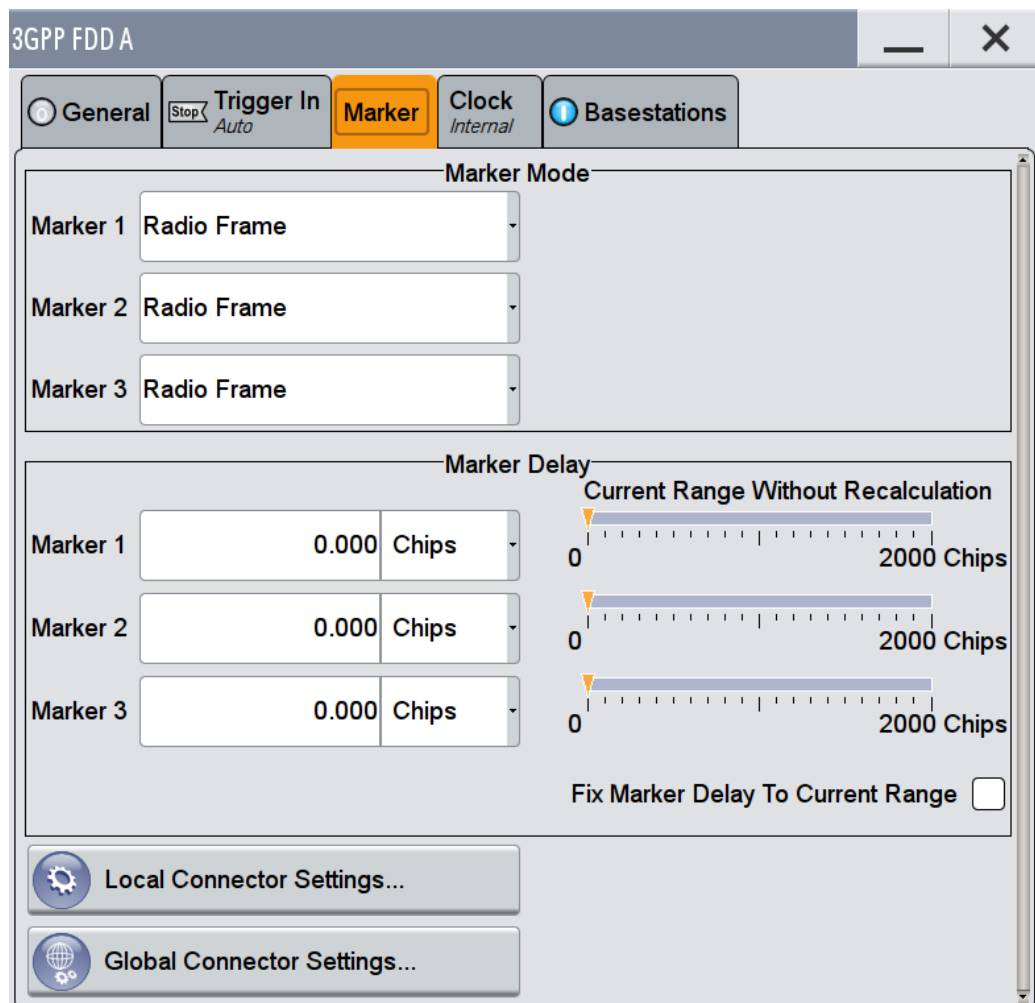 3GPP FDD A
General
Stop
Trigger In
Auto
Marker
Clock
Internal
Basestations
Marker Mode
Marker 1 Radio Frame
Marker 2 Radio Frame
Marker 3 Radio Frame
Marker Delay
Current Range Without Recalculation
Marker 1 0.000 Chips
0 2000 Chips
Marker 2 0.000 Chips
0 2000 Chips
Marker 3 0.000 Chips
0 2000 Chips
Fix Marker Delay To Current Range
Local Connector Settings...
Global Connector Settings...